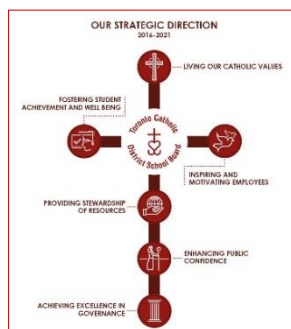 OUR STRATEGIC DIRECTION
2016-2021
LIVING OUR CATHOLIC VALUES
FOSTERING STUDENT
ACHIEVEMENT AND WELL BEING
Toronto Catholic
District School Board
INSPIRING AND
MOTIVATING EMPLOYEES
PROVIDING STEWARDSHIP
OF RESOURCES
ENHANCING PUBLIC
CONFIDENCE
ACHIEVING EXCELLENCE IN
GOVERNANCE